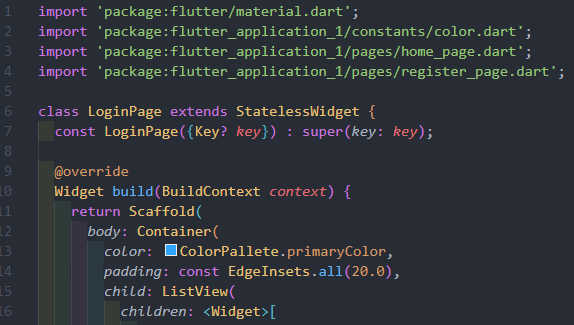 1 import 'package:flutter/material.dart';
2 import 'package:flutter_application_1/constants/color.dart';
3 import 'package:flutter_application_1/pages/home_page.dart';
4 import 'package:flutter_application_1/pages/register_page.dart';
5
6 class LoginPage extends StatelessWidget {
7 const LoginPage({Key? key}) : super(key: key);
8
9 @override
10 Widget build(BuildContext context) {
11 return Scaffold(
12 body: Container(
13 color: ColorPallete.primaryColor,
14 padding: const EdgeInsets.all(20.0),
15 child: ListView(
16 children: <Widget>[